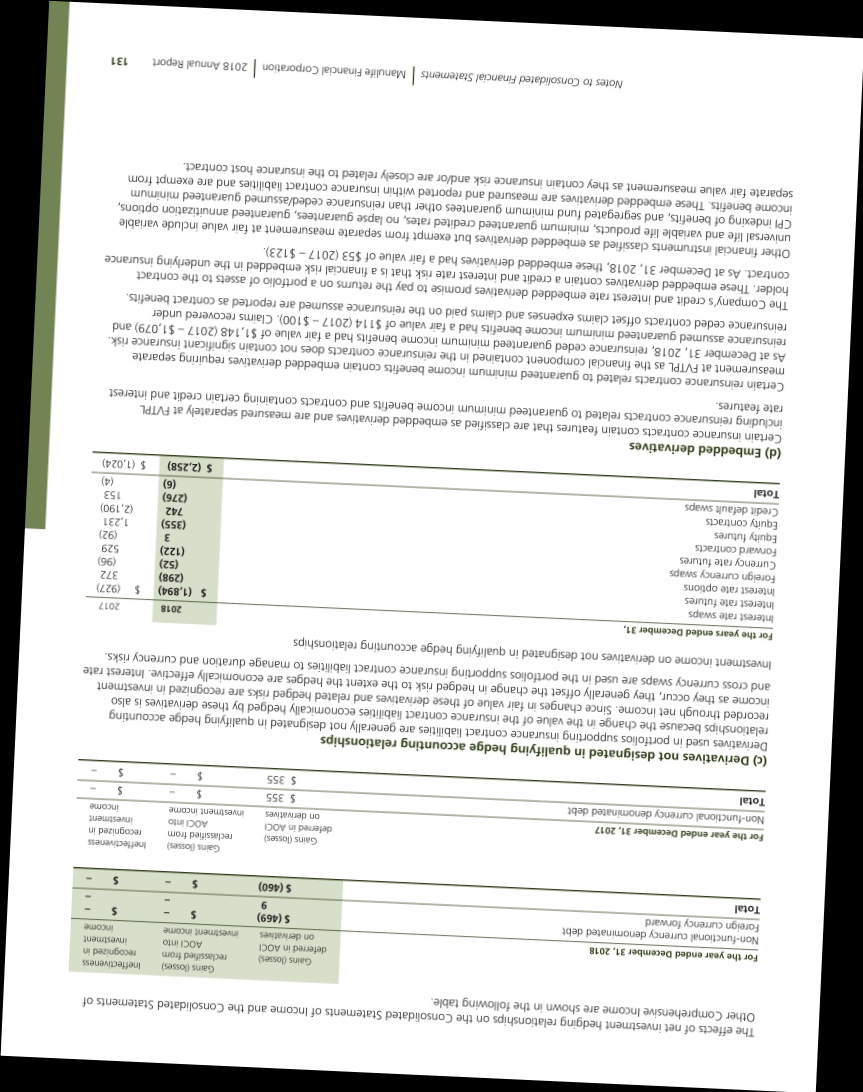 The effects of net investment hedging relationships on the Consolidated Statements of Income and the Consolidated Statements of
Other Comprehensive Income are shown in the following table.
For the year ended December 31, 2018
Gains (losses) deferred in AOCI on derivatives
Gains (losses) reclassified from AOCI into investment income
Ineffectiveness recognized in investment income
Non-functional currency denominated debt $ (469) $ – $ –
Foreign currency forward 9 – –
Total $ (460) $ – $ –
For the year ended December 31, 2017
Gains (losses) deferred in AOCI on derivatives
Gains (losses) reclassified from AOCI into investment income
Ineffectiveness recognized in investment income
Non-functional currency denominated debt $ 355 $ – $ –
Total $ 355 $ – $ –
(c) Derivatives not designated in qualifying hedge accounting relationships
Derivatives used in portfolios supporting insurance contract liabilities are generally not designated in qualifying hedge accounting
relationships because the change in the value of the insurance contract liabilities economically hedged by these derivatives is also
recorded through net income. Since changes in fair value of these derivatives and related hedged risks are recognized in investment
income as they occur, they generally offset the change in hedged risk to the extent the hedges are economically effective. Interest rate
and cross currency swaps are used in the portfolios supporting insurance contract liabilities to manage duration and currency risks.
Investment income on derivatives not designated in qualifying hedge accounting relationships
For the years ended December 31, 2018 2017
Interest rate swaps $ (1,894) $ (927)
Interest rate futures (298) 372
Interest rate options (52) (96)
Foreign currency swaps (122) 529
Currency rate futures 3 (92)
Forward contracts (355) 1,231
Equity futures 742 (2,190)
Equity contracts (276) 153
Credit default swaps (6) (4)
Total $ (2,258) $ (1,024)
(d) Embedded derivatives
Certain insurance contracts contain features that are classified as embedded derivatives and are measured separately at FVTPL
including reinsurance contracts related to guaranteed minimum income benefits and contracts containing certain credit and interest
rate features.
Certain reinsurance contracts related to guaranteed minimum income benefits contain embedded derivatives requiring separate
measurement at FVTPL as the financial component contained in the reinsurance contracts does not contain significant insurance risk.
As at December 31, 2018, reinsurance ceded guaranteed minimum income benefits had a fair value of $1,148 (2017 – $1,079) and
reinsurance assumed guaranteed minimum income benefits had a fair value of $114 (2017 – $100). Claims recovered under
reinsurance ceded contracts offset claims expenses and claims paid on the reinsurance assumed are reported as contract benefits.
The Company's credit and interest rate embedded derivatives promise to pay the returns on a portfolio of assets to the contract
holder. These embedded derivatives contain a credit and interest rate risk that is a financial risk embedded in the underlying insurance
contract. As at December 31, 2018, these embedded derivatives had a fair value of $53 (2017 – $123).
Other financial instruments classified as embedded derivatives but exempt from separate measurement at fair value include variable
universal life and variable life products, minimum guaranteed credited rates, no lapse guarantees, guaranteed annuitization options,
CPI indexing of benefits, and segregated fund minimum guarantees other than reinsurance ceded/assumed guaranteed minimum
income benefits. These embedded derivatives are measured and reported within insurance contract liabilities and are exempt from
separate fair value measurement as they contain insurance risk and/or are closely related to the insurance host contract.
Notes to Consolidated Financial Statements | Manulife Financial Corporation | 2018 Annual Report 131